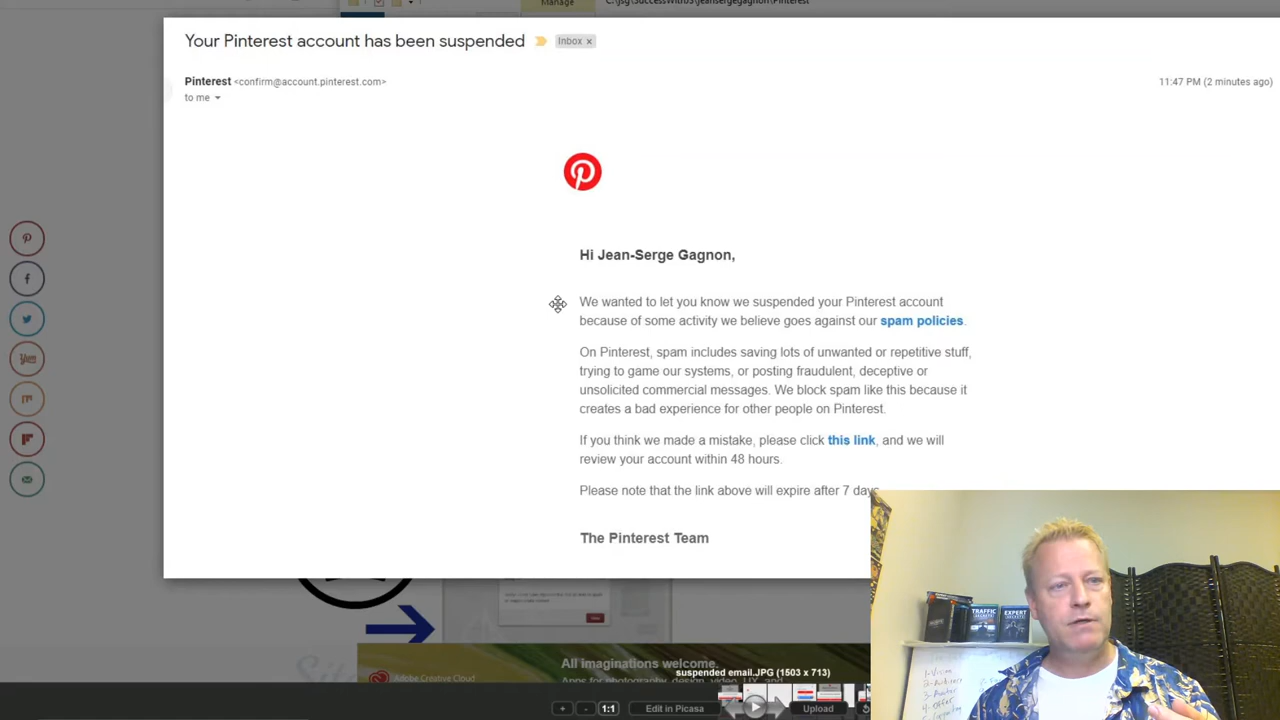 Manage
Your Pinterest account has been suspended
Inbox x
Pinterest <confirm@account.pinterest.com>
11:47 PM (2 minutes ago)
to me
Hi Jean-Serge Gagnon,
We wanted to let you know we suspended your Pinterest account
because of some activity we believe goes against our spam policies.
On Pinterest, spam includes saving lots of unwanted or repetitive stuff,
trying to game our systems, or posting fraudulent, deceptive or
unsolicited commercial messages. We block spam like this because it
creates a bad experience for other people on Pinterest.
If you think we made a mistake, please click this link, and we will
review your account within 48 hours.
Please note that the link above will expire after 7 days
The Pinterest Team
All imaginations welcome.
Adobe Creative Cloud
suspended email.JPG (1503 x 713)
+ - 1:1 Edit in Picasa Upload
TRAFFIC
SECRETS
EXPERT
SECRETS